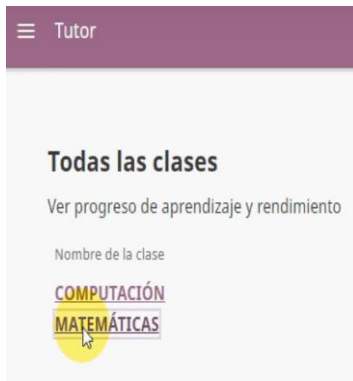 Tutor
Todas las clases
Ver progreso de aprendizaje y rendimiento
Nombre de la clase
COMPUTACIÓN
MATEMÁTICAS